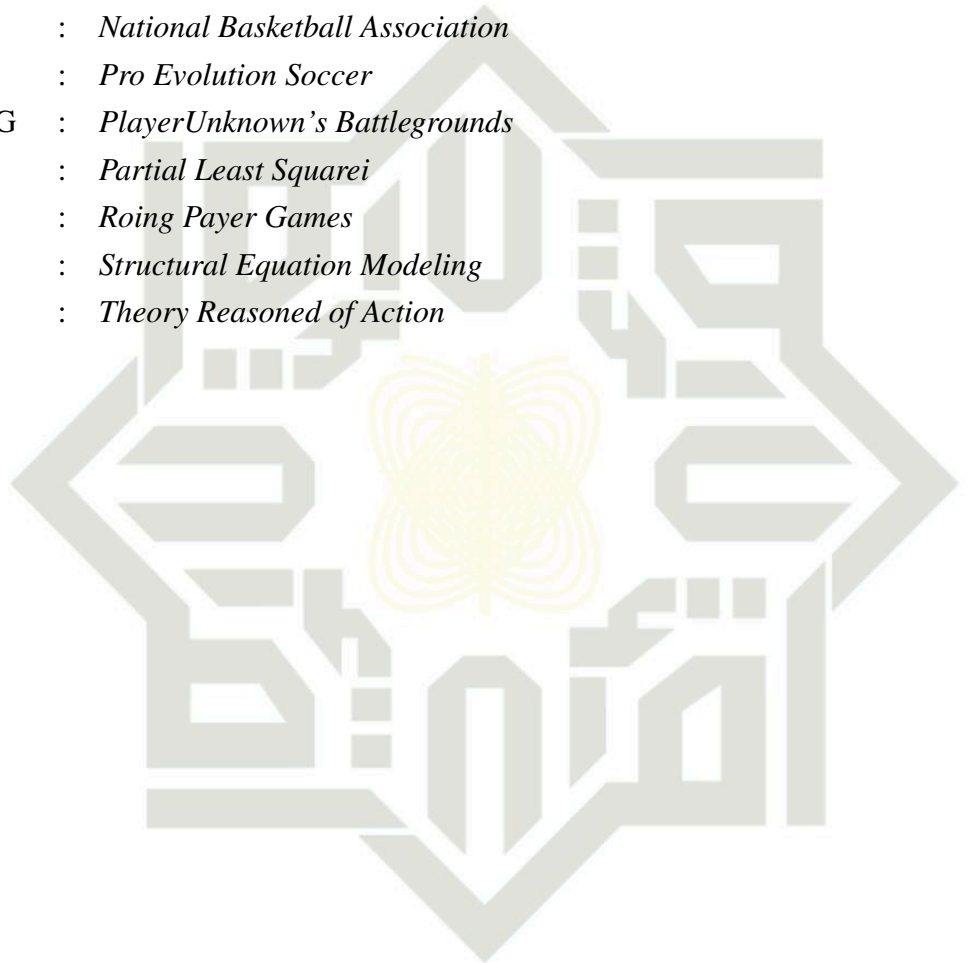 : National Basketball Association
: Pro Evolution Soccer
G : PlayerUnknown's Battlegrounds
: Partial Least Squarei
: Roing Payer Games
: Structural Equation Modeling
: Theory Reasoned of Action